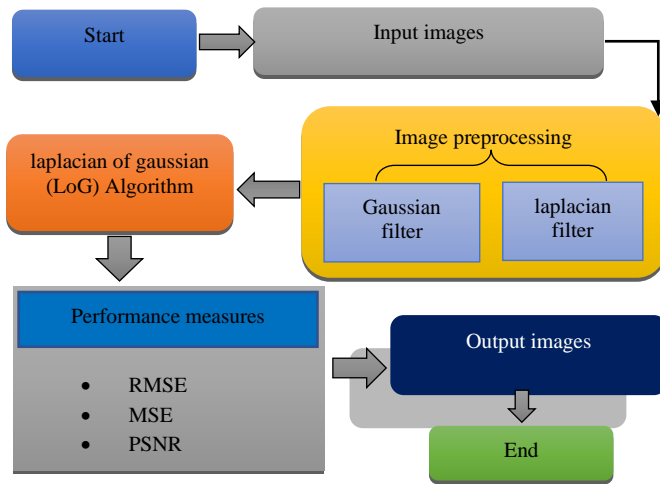 Start
Input images
Image preprocessing
Gaussian
filter
laplacian
filter
laplacian of gaussian
(LoG) Algorithm
Performance measures
• RMSE
• MSE
• PSNR
Output images
End